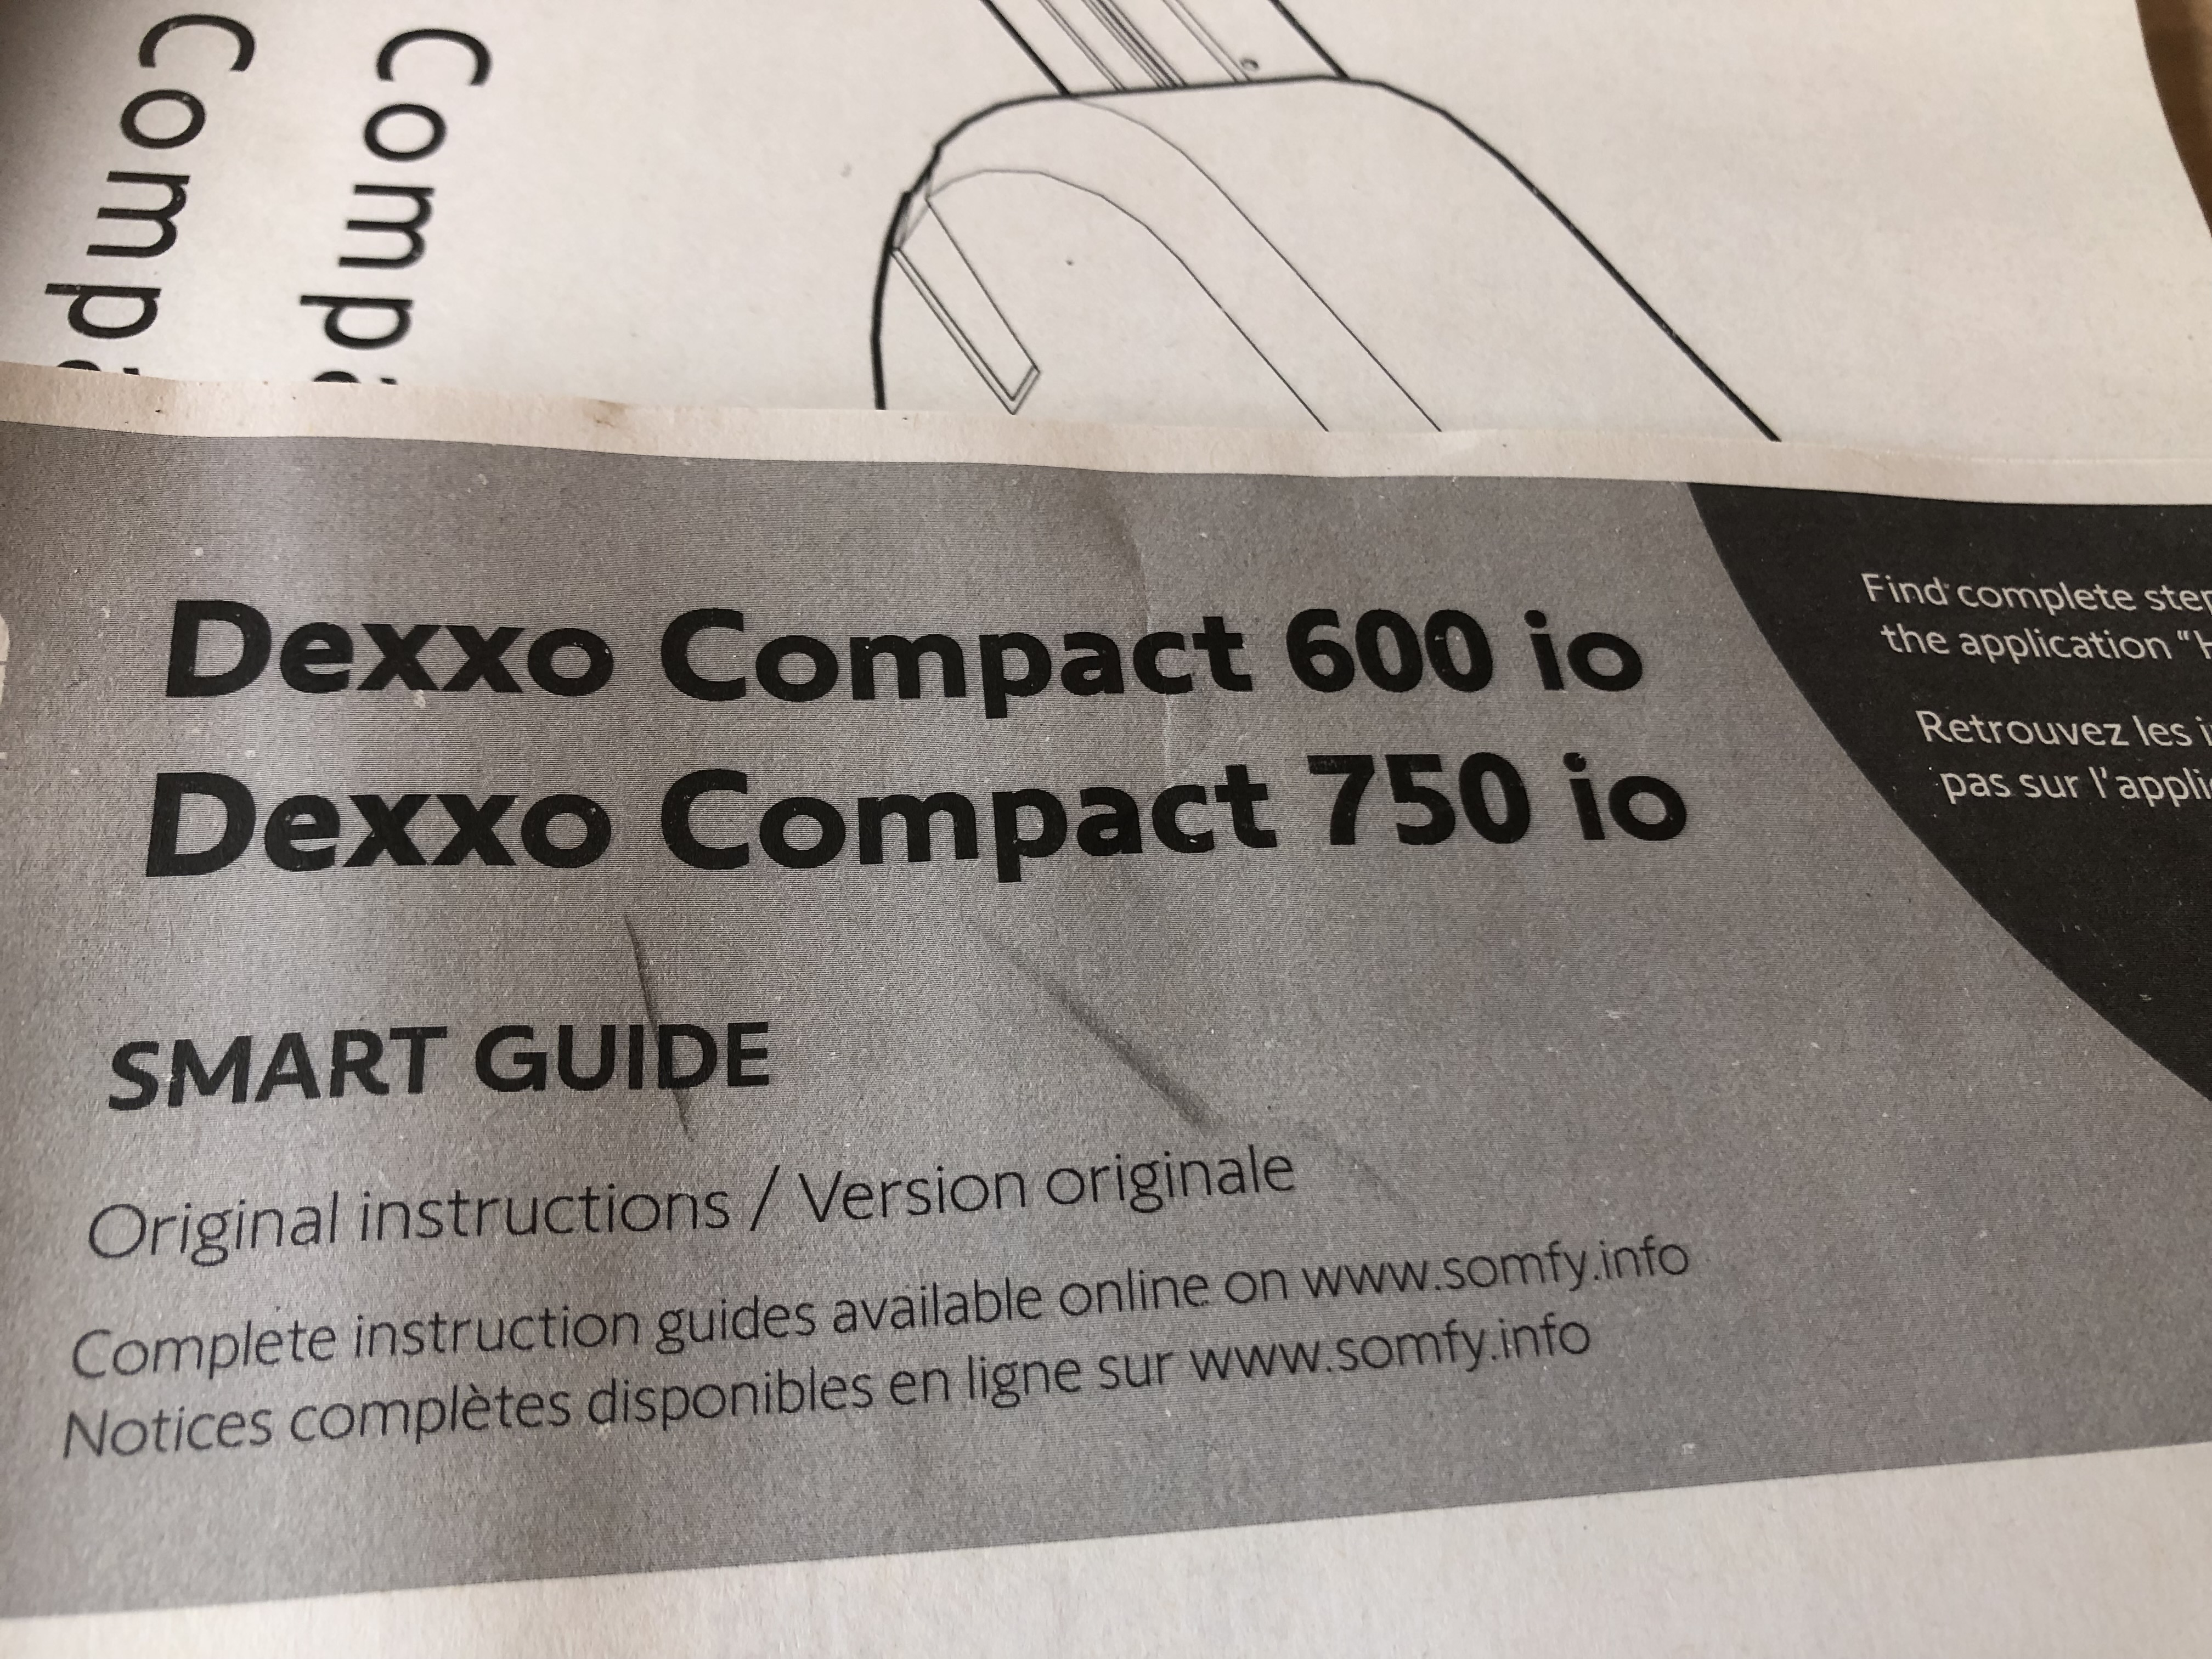 Compa
Compa
Dexxo Compact 600 io
Dexxo Compact 750 io
SMART GUIDE
Original instructions / Version originale
Complete instruction guides available online on www.somfy.info
Notices complètes disponibles en ligne sur www.somfy.info
Find complete
the application "
Retrouvez les
pas sur